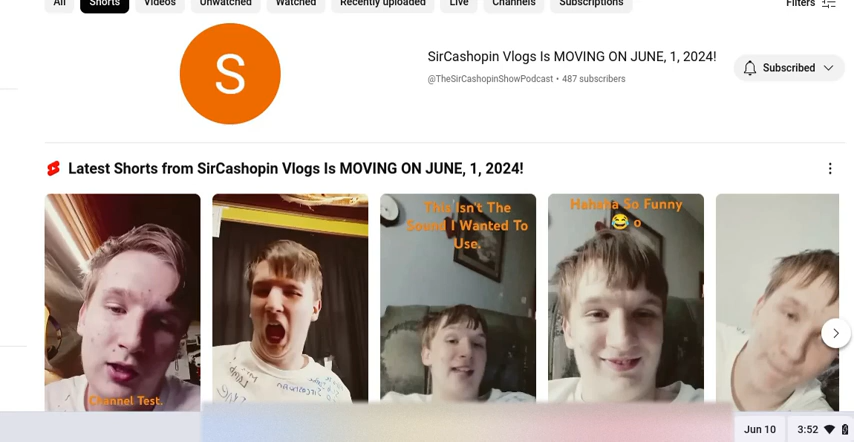 All Shorts Videos Unwatched Watched Recently uploaded Live Channels Subscriptions Filters
S
SirCashopin Vlogs Is MOVING ON JUNE, 1, 2024!
@TheSirCashopinShowPodcast • 487 subscribers
Subscribed
Latest Shorts from SirCashopin Vlogs Is MOVING ON JUNE, 1, 2024!
Channel Test.
This Isn't The
Sound I Wanted To
Use.
Hahaha So Funny
😂 o
Jun 10 3:52